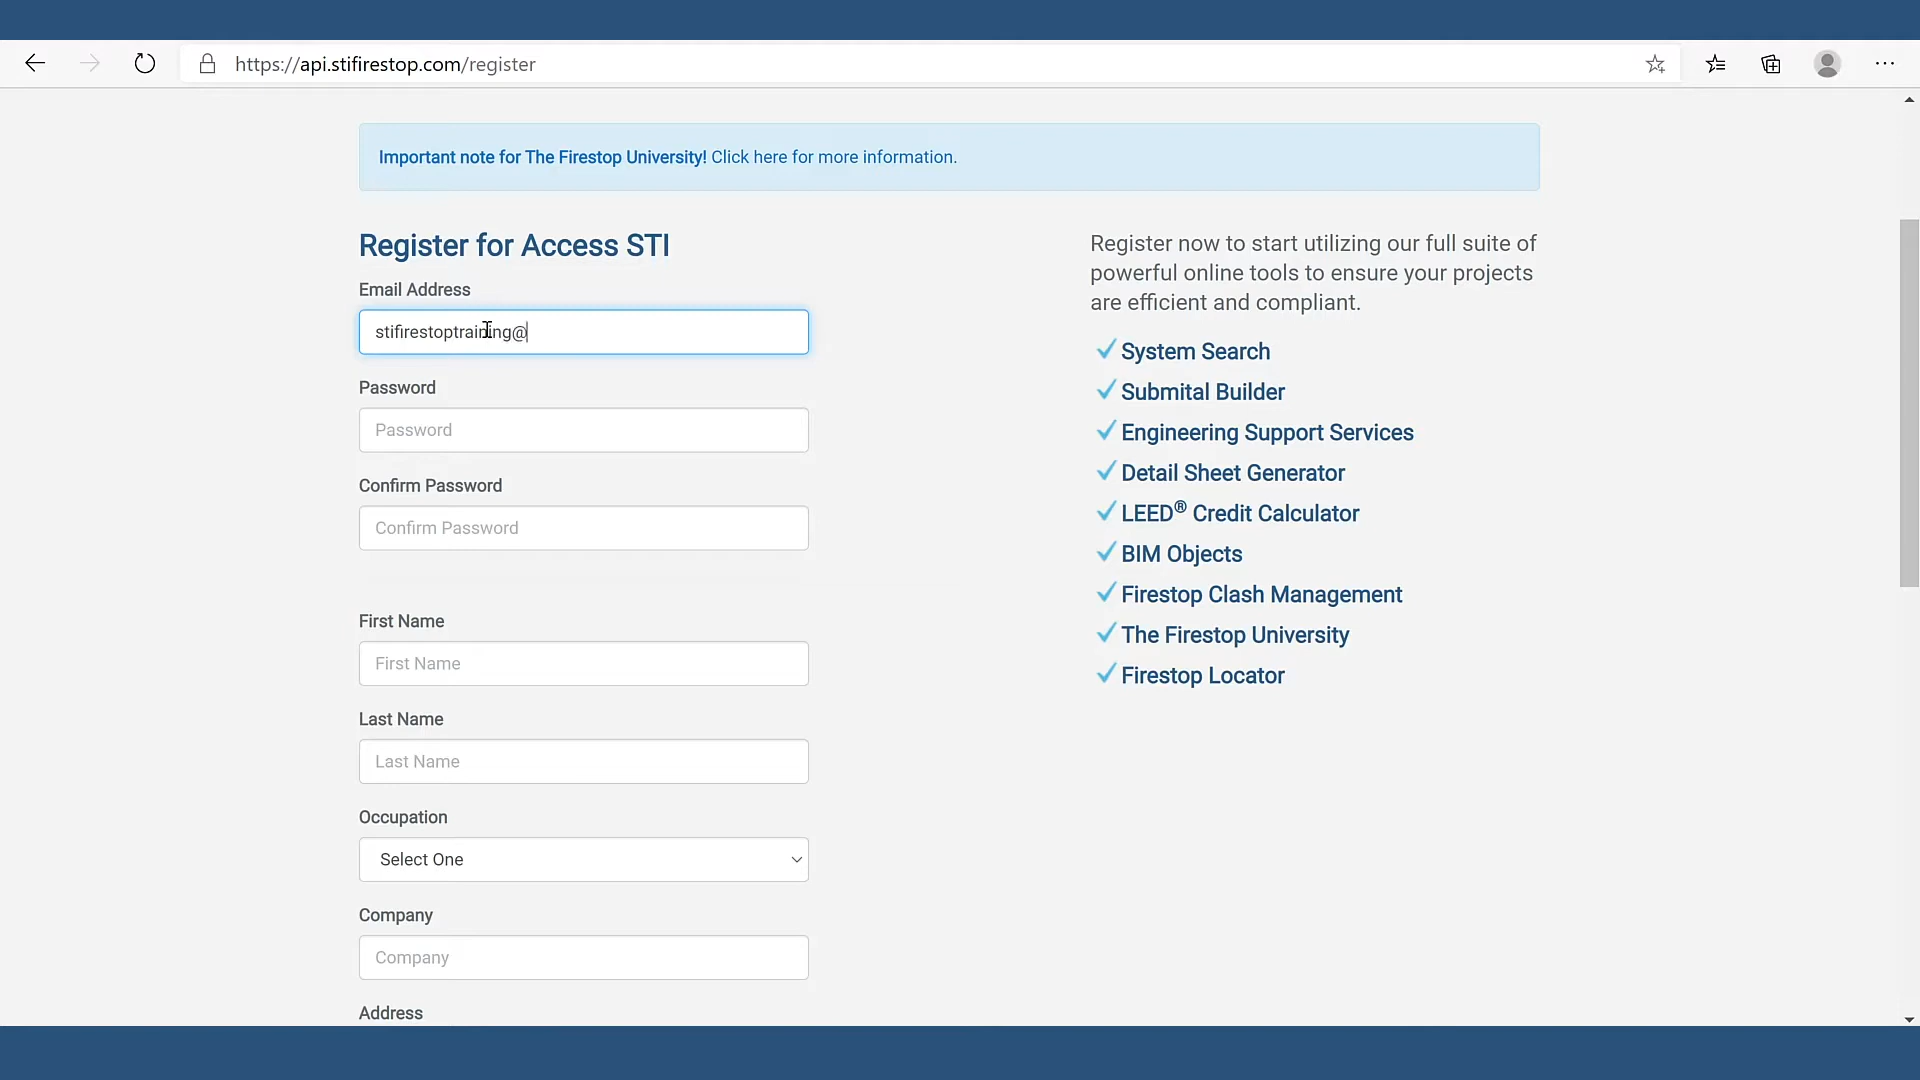 https://api.stifirestop.com/register
Important note for The Firestop University! Click here for more information.
Register for Access STI
Email Address
stifirestoptraining@
Password
Password
Confirm Password
Confirm Password
First Name
First Name
Last Name
Last Name
Occupation
Select One
Company
Company
Address
Register now to start utilizing our full suite of
powerful online tools to ensure your projects
are efficient and compliant.
System Search
Submital Builder
Engineering Support Services
Detail Sheet Generator
LEED® Credit Calculator
BIM Objects
Firestop Clash Management
The Firestop University
Firestop Locator